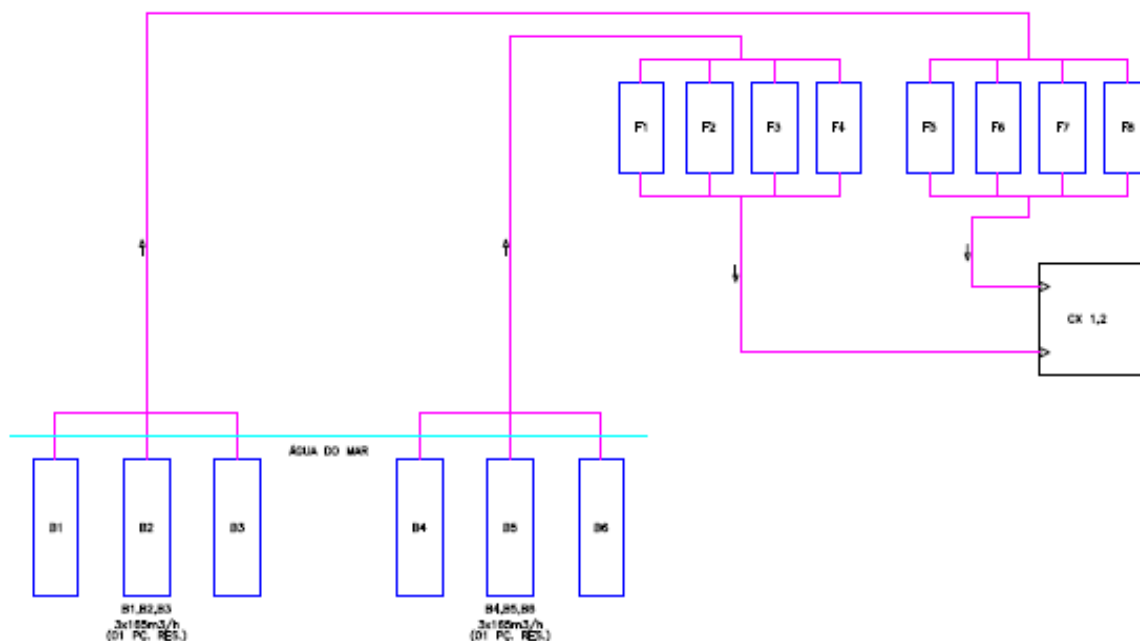 F1
F2
F3
F4
F5
F6
F7
F8
CX 1,2
ÁGUA DO MAR
B1
B2
B3
B4
B5
B6
B1,B2,B3
3x165m3/h
(01 PC. RES.)
B4,B5,B6
3x165m3/h
(01 PC. RES.)